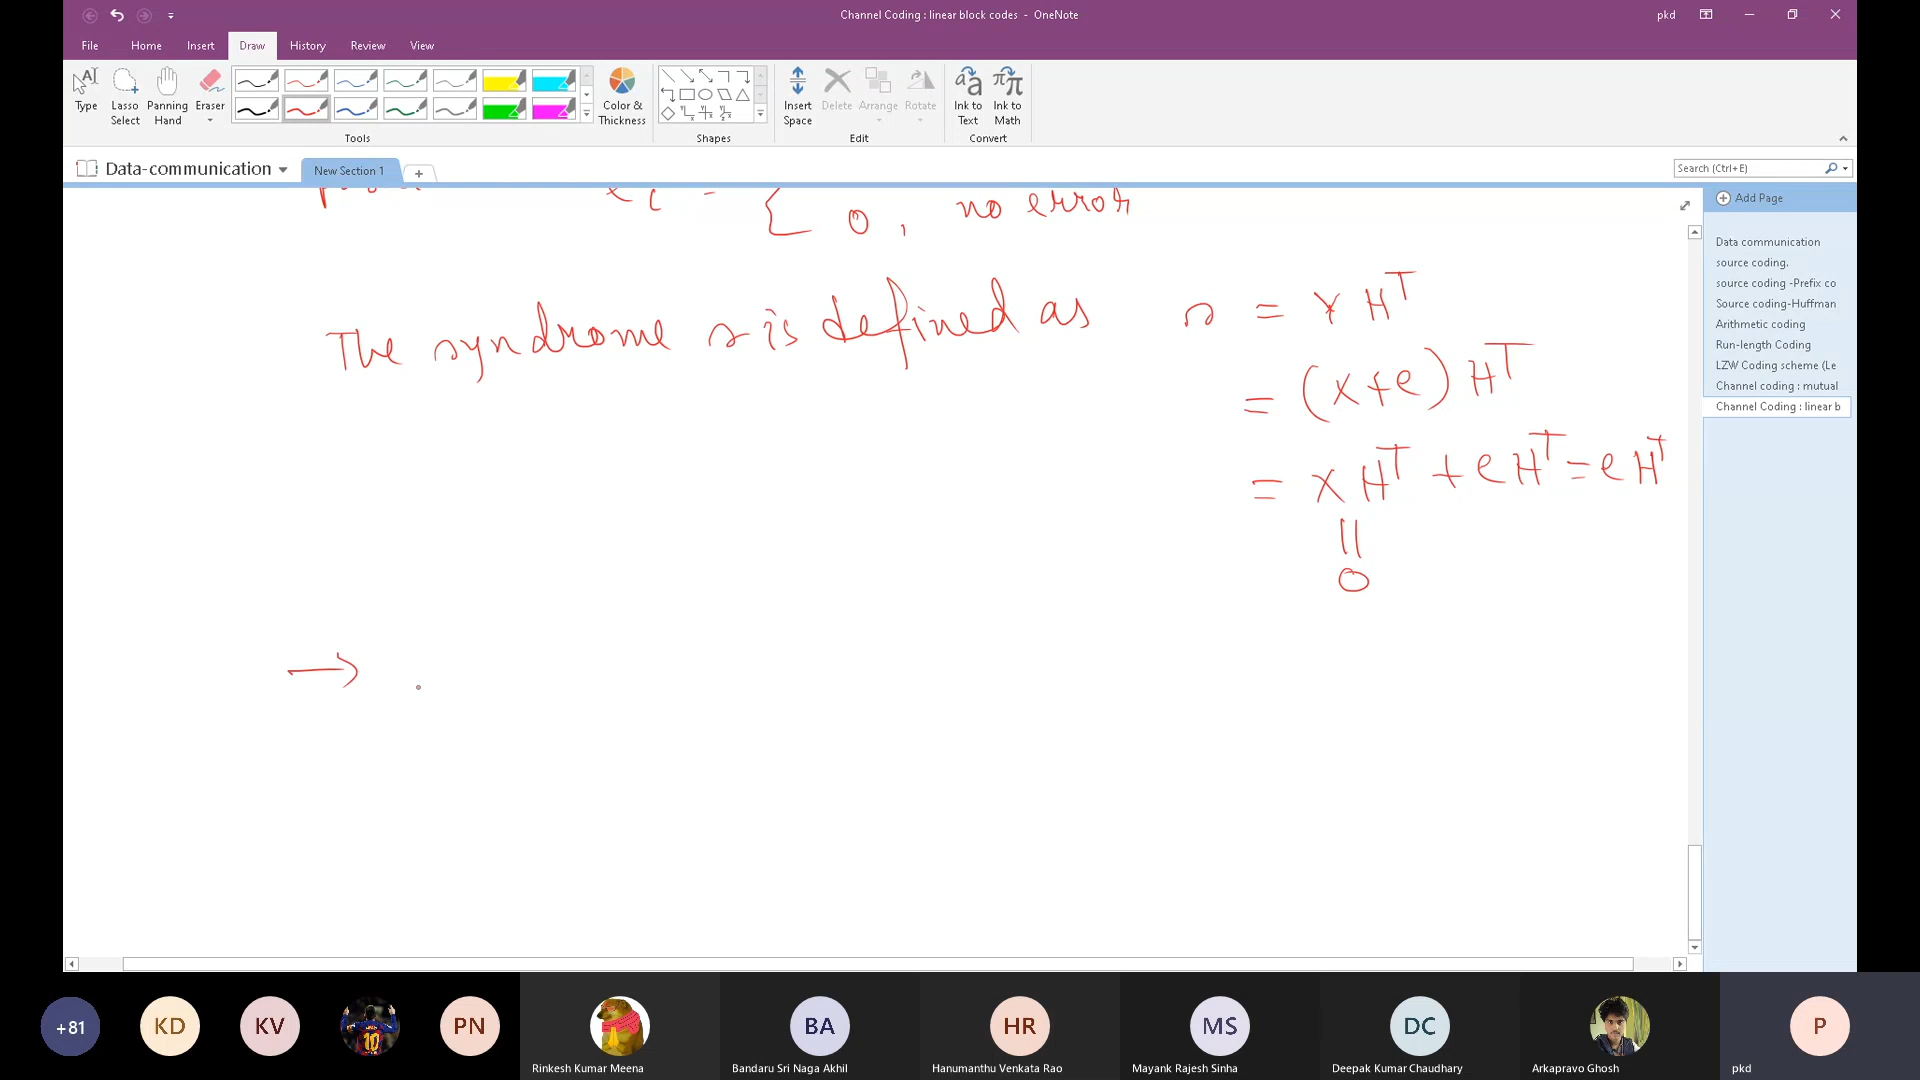 Channel Coding : linear block codes - OneNote
pkd
File Home Insert Draw History Review View
Type
Lasso Select
Panning Hand
Eraser
Color & Thickness
Insert Space
Delete
Arrange
Rotate
Ink to Text
Ink to Math
Tools
Shapes
Edit
Convert
Data-communication
New Section 1
Search (Ctrl+E)
Add Page
Data communication
source coding.
source coding -Prefix co
Source coding-Huffman
Arithmetic coding
Run-length Coding
LZW Coding scheme (Le
Channel coding : mutual
Channel Coding : linear b
0, no error
The syndrome s is defined as s = Y H^T
= (x+e) H^T
= x H^T + e H^T = e H^T
||
0
→
+81
KD
KV
10
PN
BA
HR
MS
DC
P
Rinkesh Kumar Meena
Bandaru Sri Naga Akhil
Hanumanthu Venkata Rao
Mayank Rajesh Sinha
Deepak Kumar Chaudhary
Arkapravo Ghosh
pkd